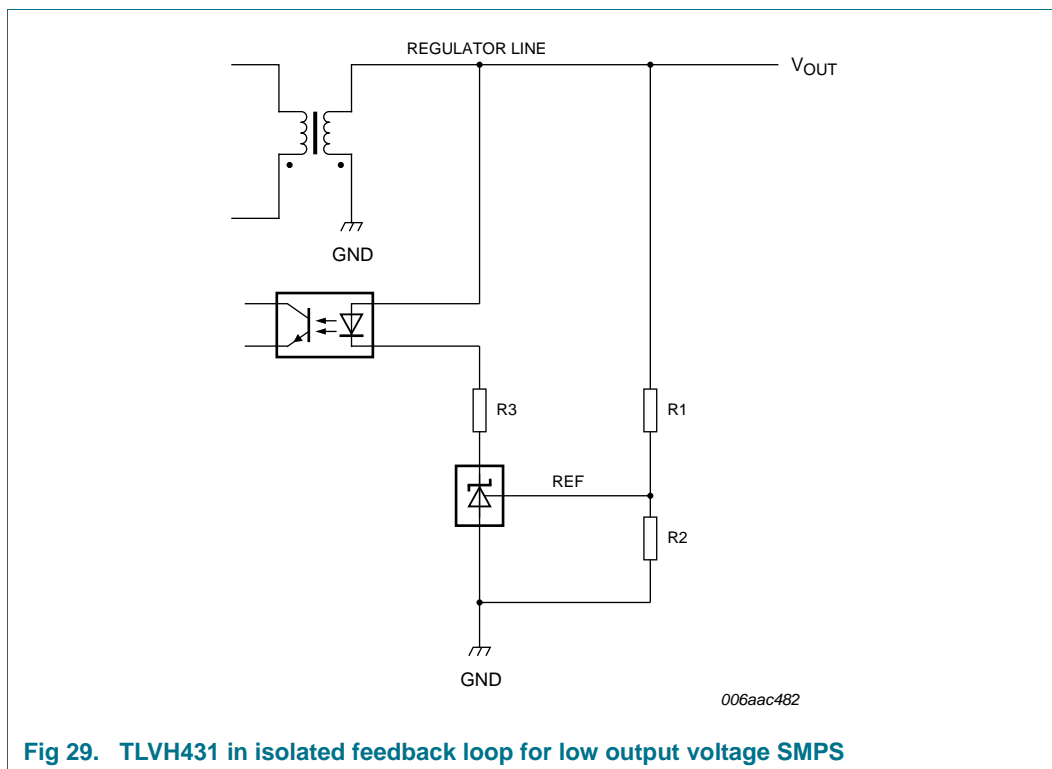 REGULATOR LINE
VOUT
GND
R3
R1
REF
R2
GND
006aac482
Fig 29. TLVH431 in isolated feedback loop for low output voltage SMPS